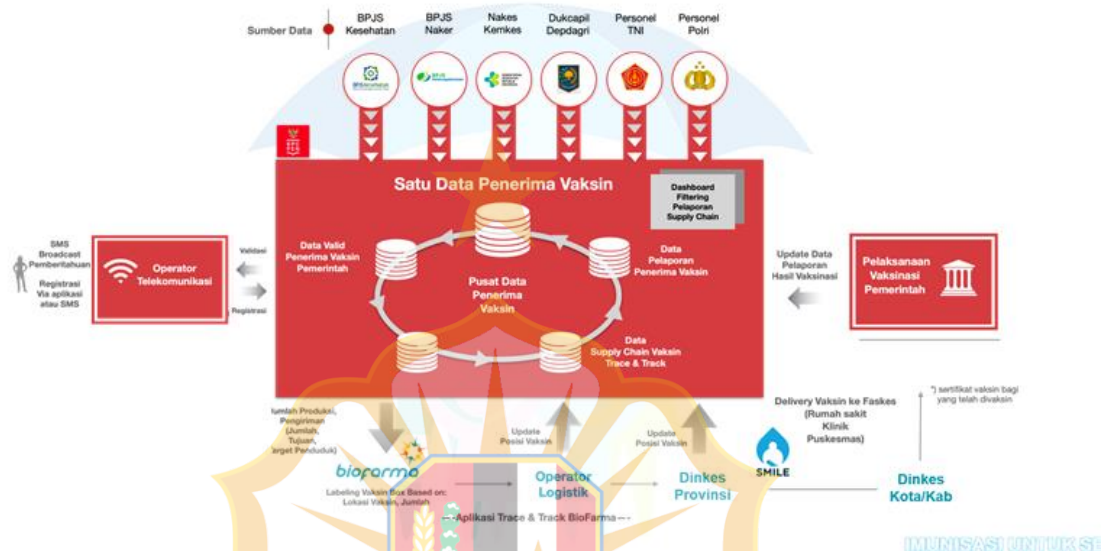 Sumber Data
BPJS
Kesehatan
BPJS
Naker
Nakes
Kemkes
Dukcapil
Depdagri
Personel
TNI
Personel
Polri
Satu Data Penerima Vaksin
Dashboard
Filtering
Pelaporan
Supply Chain
SMS
Broadcast
Pemberitahuan
Registrasi
Via aplikasi
atau SMS
Operator
Telekomunikasi
Validasi
Registrasi
Data Valid
Penerima Vaksin
Pemerintah
Pusat Data
Penerima
Vaksin
Data
Pelaporan
Penerima Vaksin
Data
Supply Chain Vaksin
Trace & Track
Update Data
Pelaporan
Hasil Vaksinasi
Pelaksanaan
Vaksinasi
Pemerintah
Jumlah Produksi,
Pengiriman
(Jumlah,
Tujuan,
arget Penduduk)
biofarma
Labeling Vaksin Box Based on:
Lokasi Vaksin, Jumlah
Update
Posisi Vaksin
Operator
Logistik
Update
Posisi Vaksin
Dinkes
Provinsi
---Aplikasi Trace & Track BioFarma---
Delivery Vaksin ke Faskes
(Rumah sakit
Klinik
Puskesmas)
SMILE
*) sertifikat vaksin bagi
yang telah divaksin
Dinkes
Kota/Kab
IMUNISASI UNTUK SE